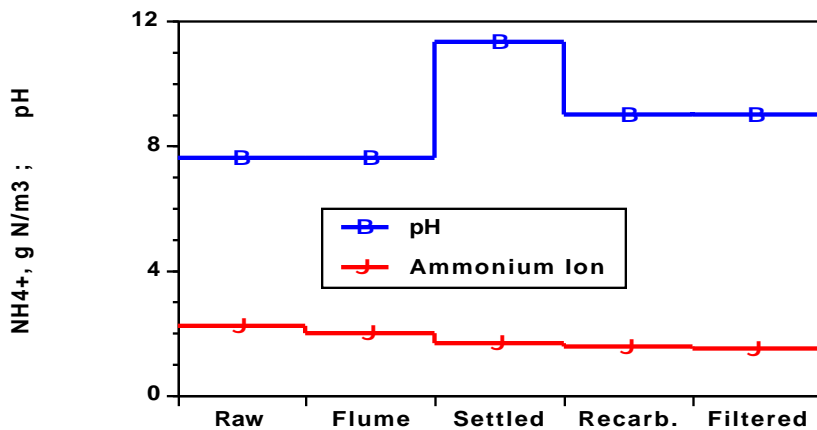 12
8
4
0
NH4+, g N/m3 ; pH
B B B B B
B pH
J Ammonium Ion
J J J J J
Raw Flume Settled Recarb. Filtered